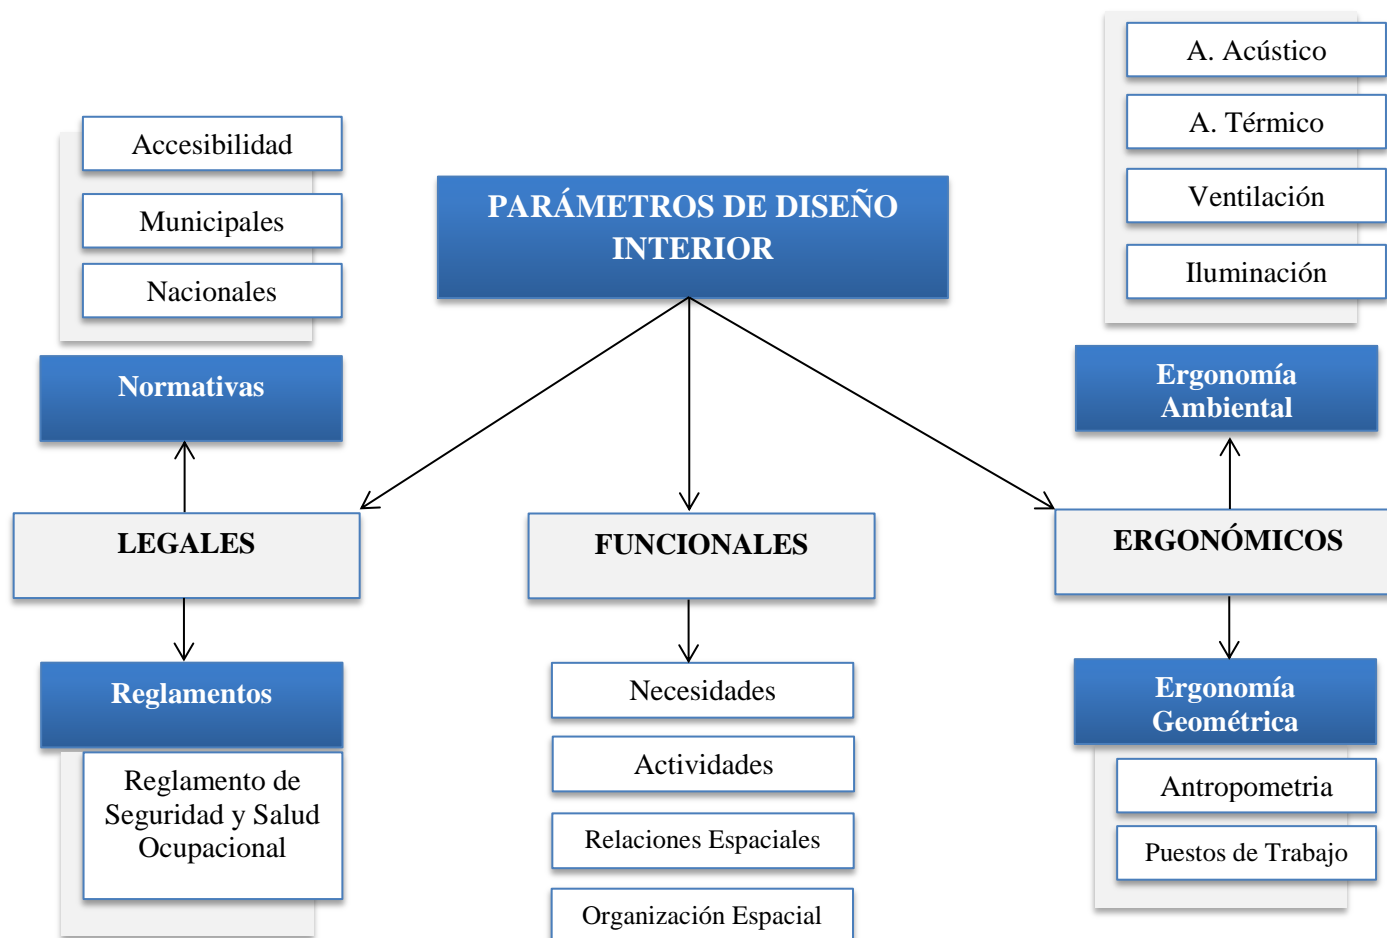 PARÁMETROS DE DISEÑO
INTERIOR
Accesibilidad
Municipales
Nacionales
Normativas
LEGALES
Reglamentos
Reglamento de
Seguridad y Salud
Ocupacional
FUNCIONALES
Necesidades
Actividades
Relaciones Espaciales
Organización Espacial
A. Acústico
A. Térmico
Ventilación
Iluminación
Ergonomía
Ambiental
ERGONÓMICOS
Ergonomía
Geométrica
Antropometria
Puestos de Trabajo